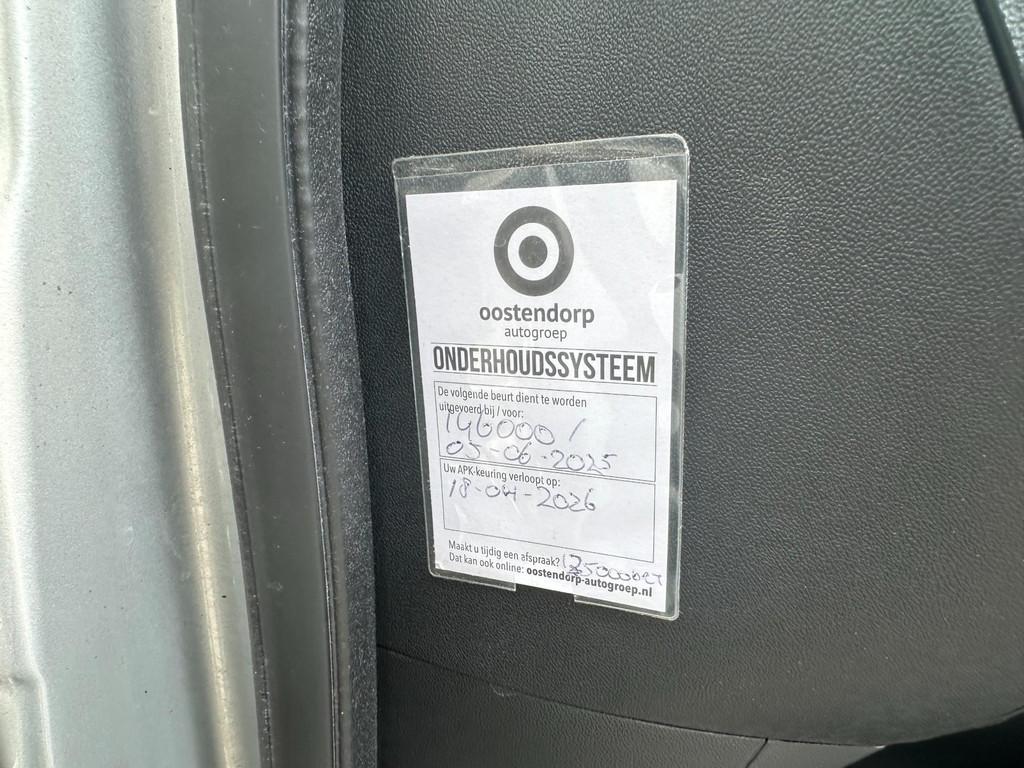 oostendorp
autogroep
ONDERHOUDSSYSTEEM
De volgende beurt dient te worden
uitgevoerd bij / voor:
146000 /
05-06-2025
Uw APK-keuring verloopt op:
18-04-2026
Maakt u tijdig een afspraak?
Dat kan ook online: oostendorp-autogroep.nl